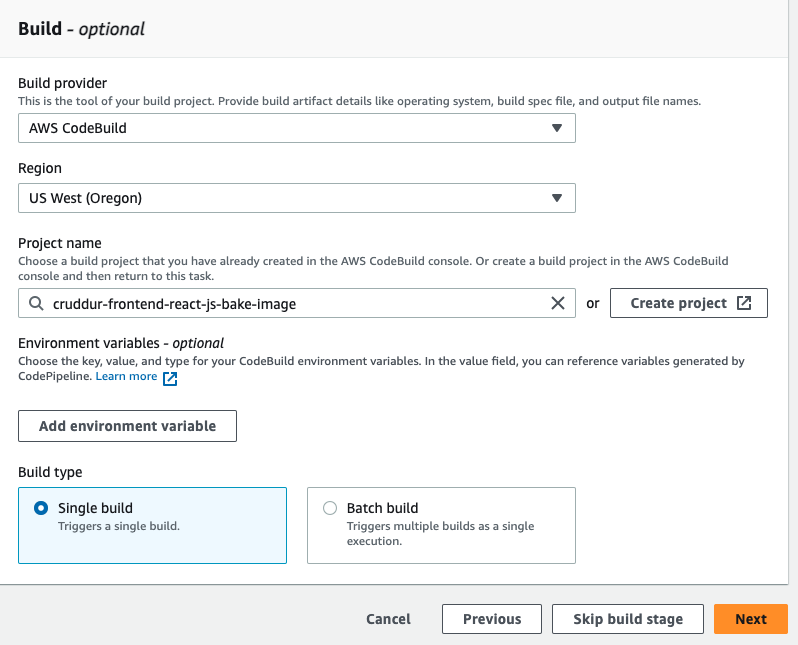 Build - optional
Build provider
This is the tool of your build project. Provide build artifact details like operating system, build spec file, and output file names.
AWS CodeBuild
Region
US West (Oregon)
Project name
Choose a build project that you have already created in the AWS CodeBuild console. Or create a build project in the AWS CodeBuild
console and then return to this task.
cruddur-frontend-react-js-bake-image
or
Create project
Environment variables - optional
Choose the key, value, and type for your CodeBuild environment variables. In the value field, you can reference variables generated by
CodePipeline. Learn more
Add environment variable
Build type
Single build
Triggers a single build.
Batch build
Triggers multiple builds as a single
execution.
Cancel
Previous
Skip build stage
Next